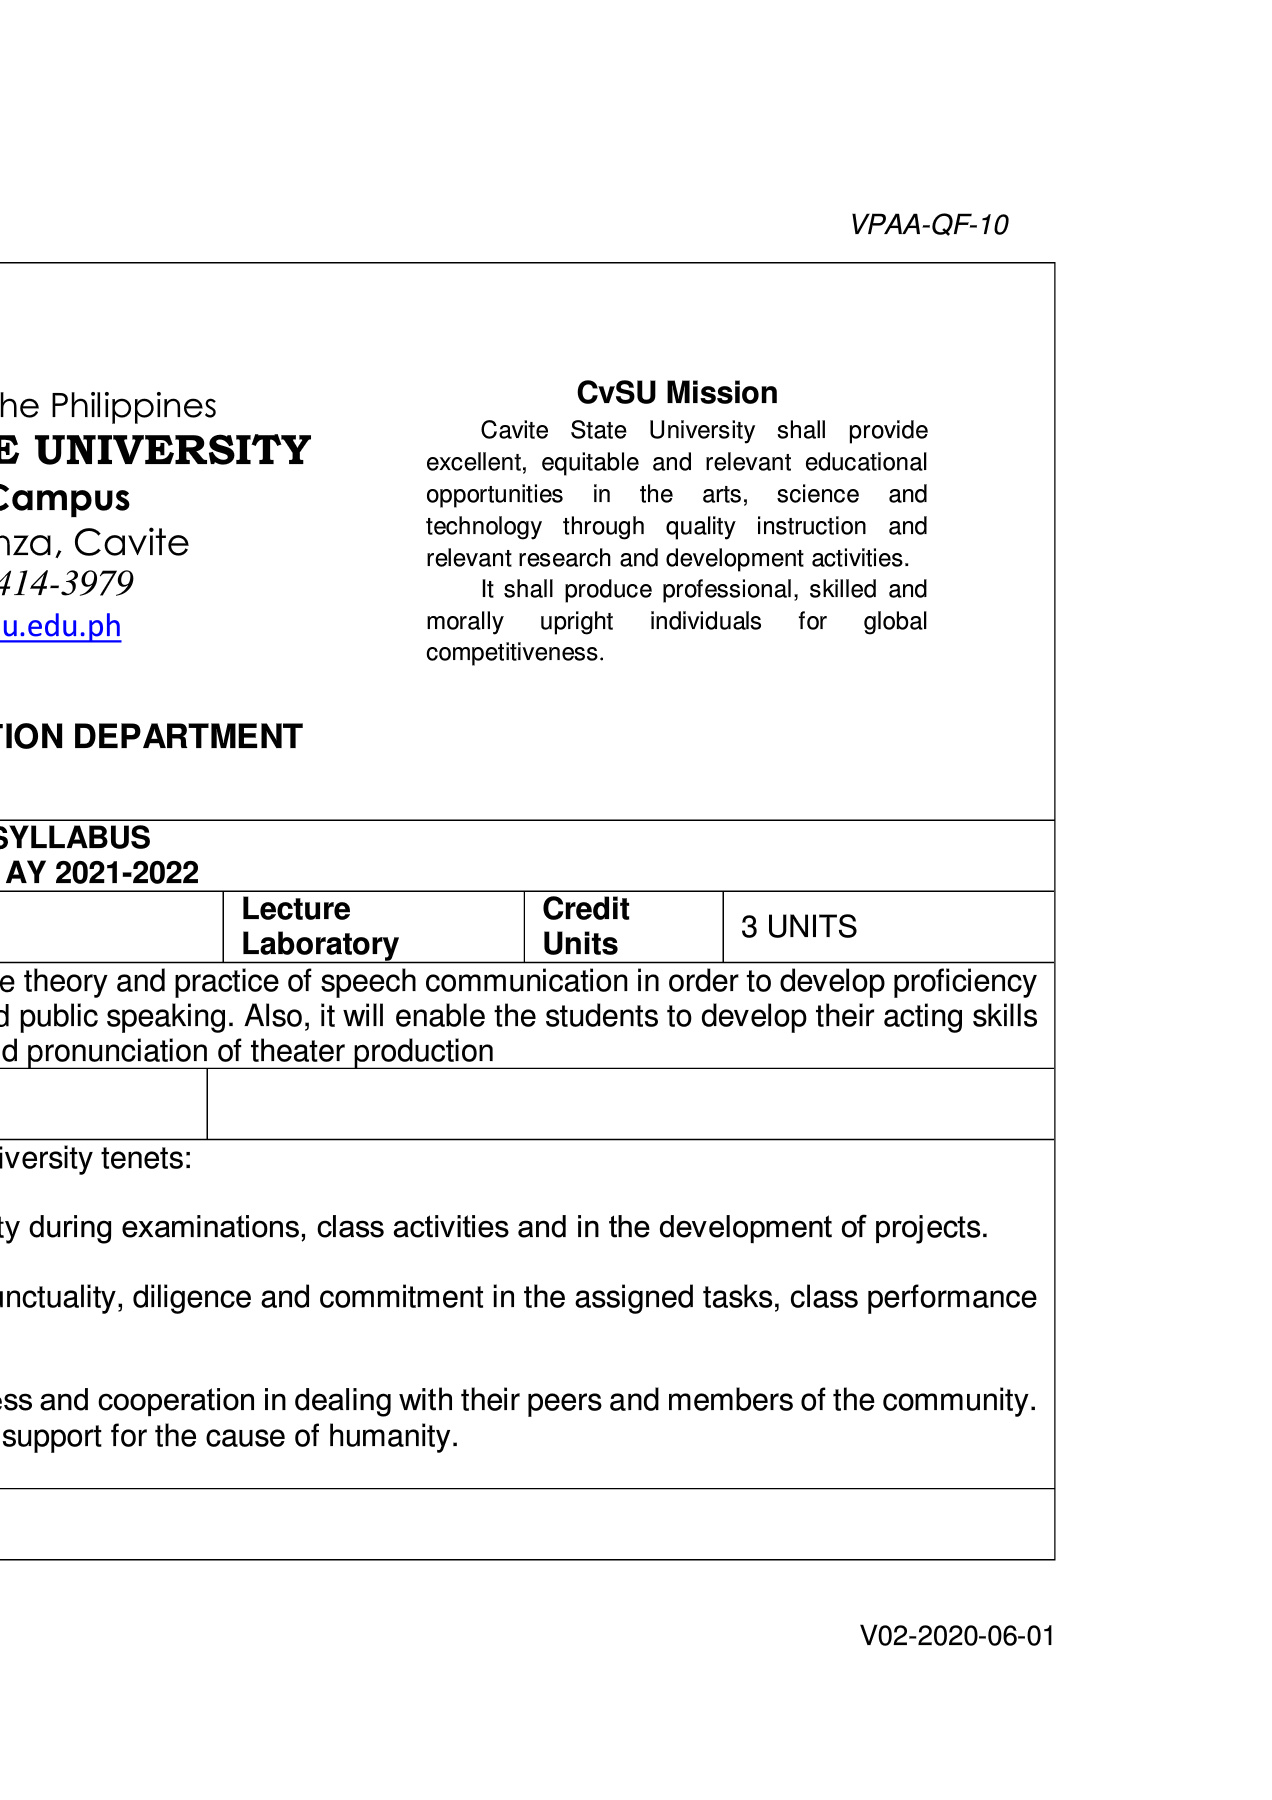 VPAA-QF-10
he Philippines
E UNIVERSITY
Campus
nza, Cavite
414-3979
u.edu.ph
CvSU Mission
Cavite State University shall provide
excellent, equitable and relevant educational
opportunities in the arts, science and
technology through quality instruction and
relevant research and development activities.
It shall produce professional, skilled and
morally upright individuals for global
competitiveness.
TION DEPARTMENT
SYLLABUS
AY 2021-2022
Lecture
Laboratory
Credit
Units
3 UNITS
e theory and practice of speech communication in order to develop proficiency
d public speaking. Also, it will enable the students to develop their acting skills
d pronunciation of theater production
iversity tenets:
ty during examinations, class activities and in the development of projects.
unctuality, diligence and commitment in the assigned tasks, class performance
ess and cooperation in dealing with their peers and members of the community.
support for the cause of humanity.
V02-2020-06-01